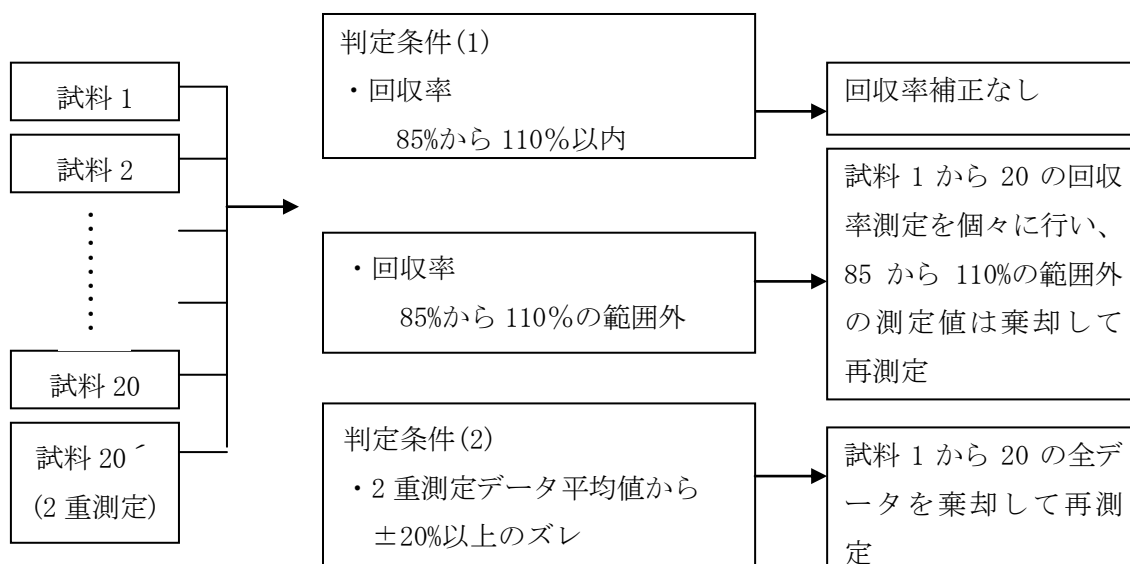 試料 1
試料 2
試料 20
試料 20´
(2 重測定)
判定条件(1)
・回収率
85%から 110%以内
・回収率
85%から 110%の範囲外
判定条件(2)
・2 重測定データ平均値から
±20%以上のズレ
回収率補正なし
試料 1 から 20 の回収
率測定を個々に行い、
85 から 110%の範囲外
の測定値は棄却して
再測定
試料 1 から 20 の全デ
ータを棄却して再測
定